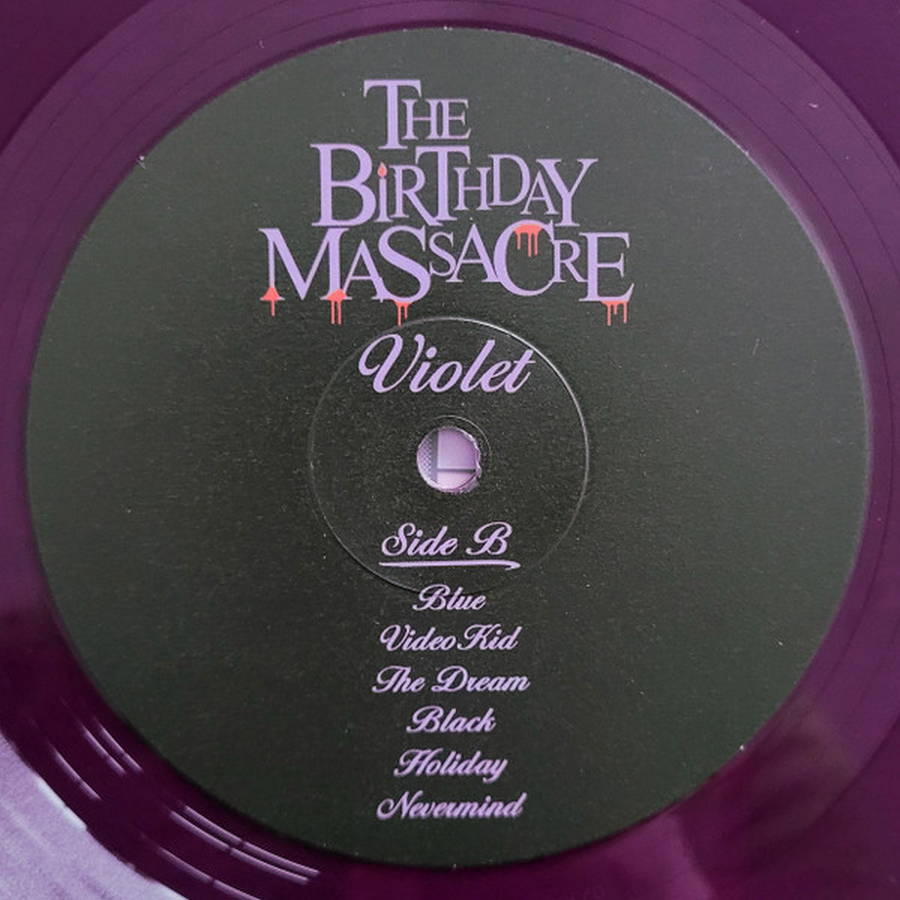 THE
BiRTHDAY
MASSACRE
Violet
Side B
Blue
Video Kid
The Dream
Black
Holiday
Nevermind